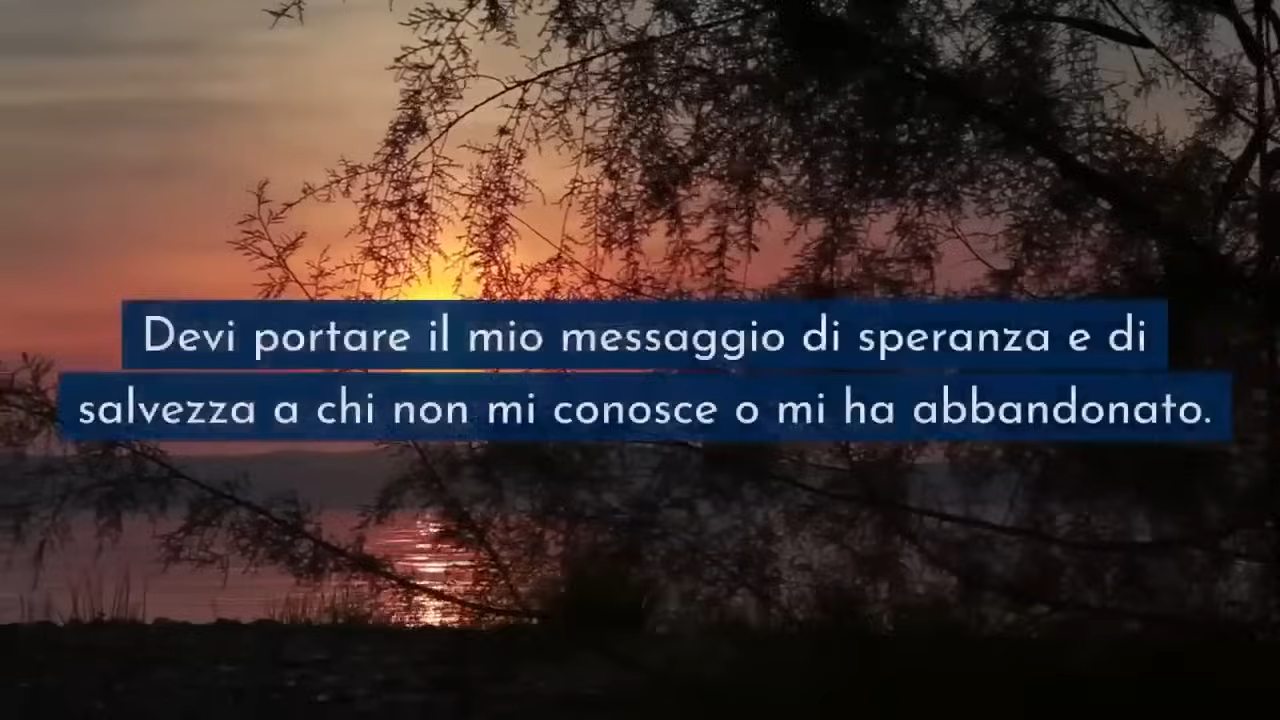 Devi portare il mio messaggio di speranza e di
salvezza a chi non mi conosce o mi ha abbandonato.